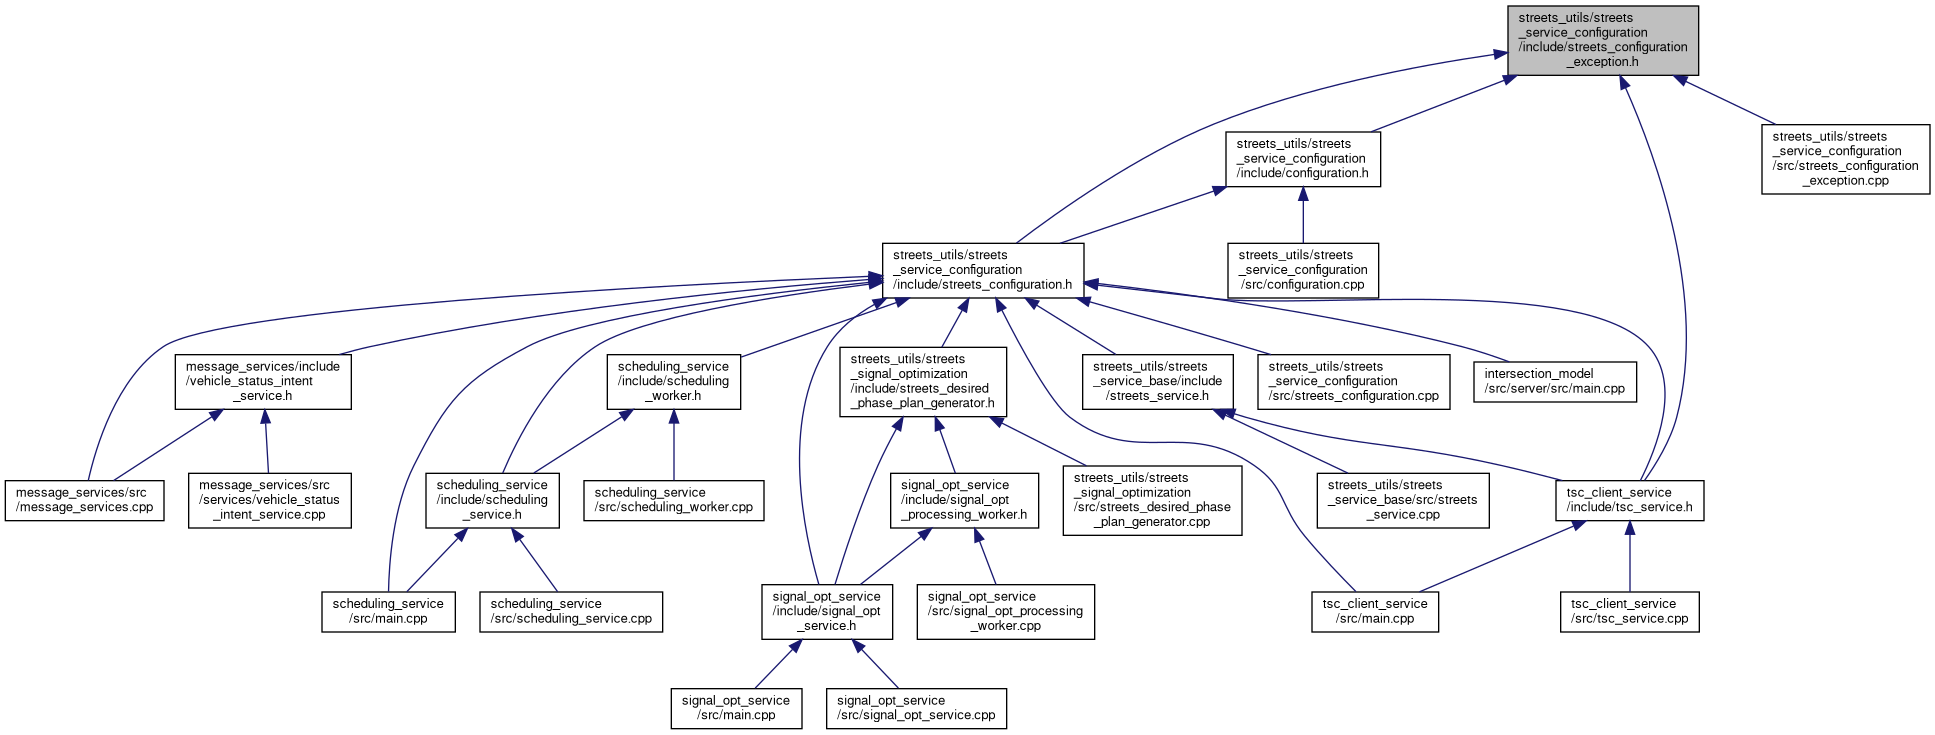 streets_utils/streets
_service_configuration
/include/streets_configuration
_exception.h
streets_utils/streets
_service_configuration
/include/configuration.h
streets_utils/streets
_service_configuration
/src/streets_configuration
_exception.cpp
streets_utils/streets
_service_configuration
/include/streets_configuration.h
streets_utils/streets
_service_configuration
/src/configuration.cpp
message_services/include
/vehicle_status_intent
_service.h
scheduling_service
/include/scheduling
_worker.h
streets_utils/streets
_signal_optimization
/include/streets_desired
_phase_plan_generator.h
streets_utils/streets
_service_base/include
/streets_service.h
streets_utils/streets
_service_configuration
/src/streets_configuration.cpp
intersection_model
/src/server/src/main.cpp
message_services/src
/message_services.cpp
message_services/src
/services/vehicle_status
_intent_service.cpp
scheduling_service
/include/scheduling
_service.h
scheduling_service
/src/scheduling_worker.cpp
signal_opt_service
/include/signal_opt
_processing_worker.h
streets_utils/streets
_signal_optimization
/src/streets_desired_phase
_plan_generator.cpp
streets_utils/streets
_service_base/src/streets
_service.cpp
tsc_client_service
/include/tsc_service.h
scheduling_service
/src/main.cpp
scheduling_service
/src/scheduling_service.cpp
signal_opt_service
/include/signal_opt
_service.h
signal_opt_service
/src/signal_opt_processing
_worker.cpp
tsc_client_service
/src/main.cpp
tsc_client_service
/src/tsc_service.cpp
signal_opt_service
/src/main.cpp
signal_opt_service
/src/signal_opt_service.cpp